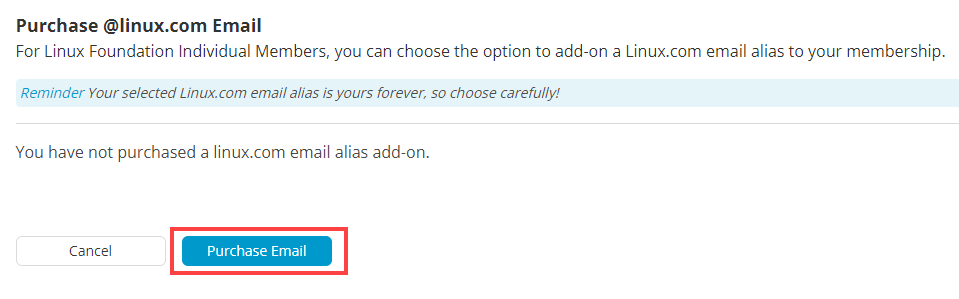 Purchase @linux.com Email
For Linux Foundation Individual Members, you can choose the option to add-on a Linux.com email alias to your membership.
Reminder Your selected Linux.com email alias is yours forever, so choose carefully!
You have not purchased a linux.com email alias add-on.
Cancel Purchase Email